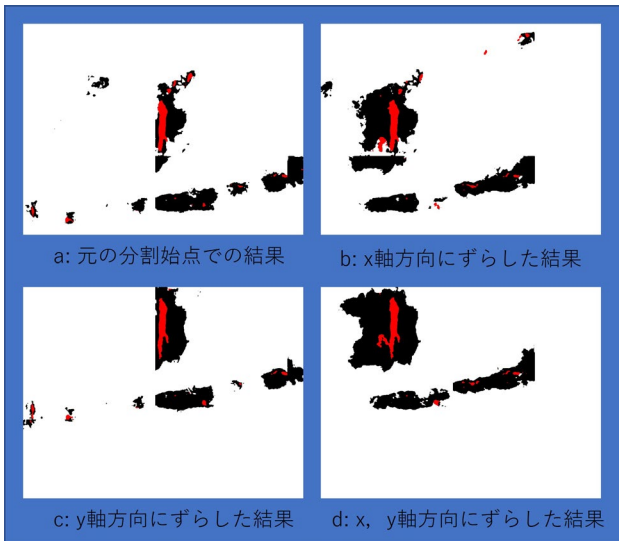 a: 元の分割始点での結果
b: x軸方向にずらした結果
c: y軸方向にずらした結果
d: x，y軸方向にずらした結果